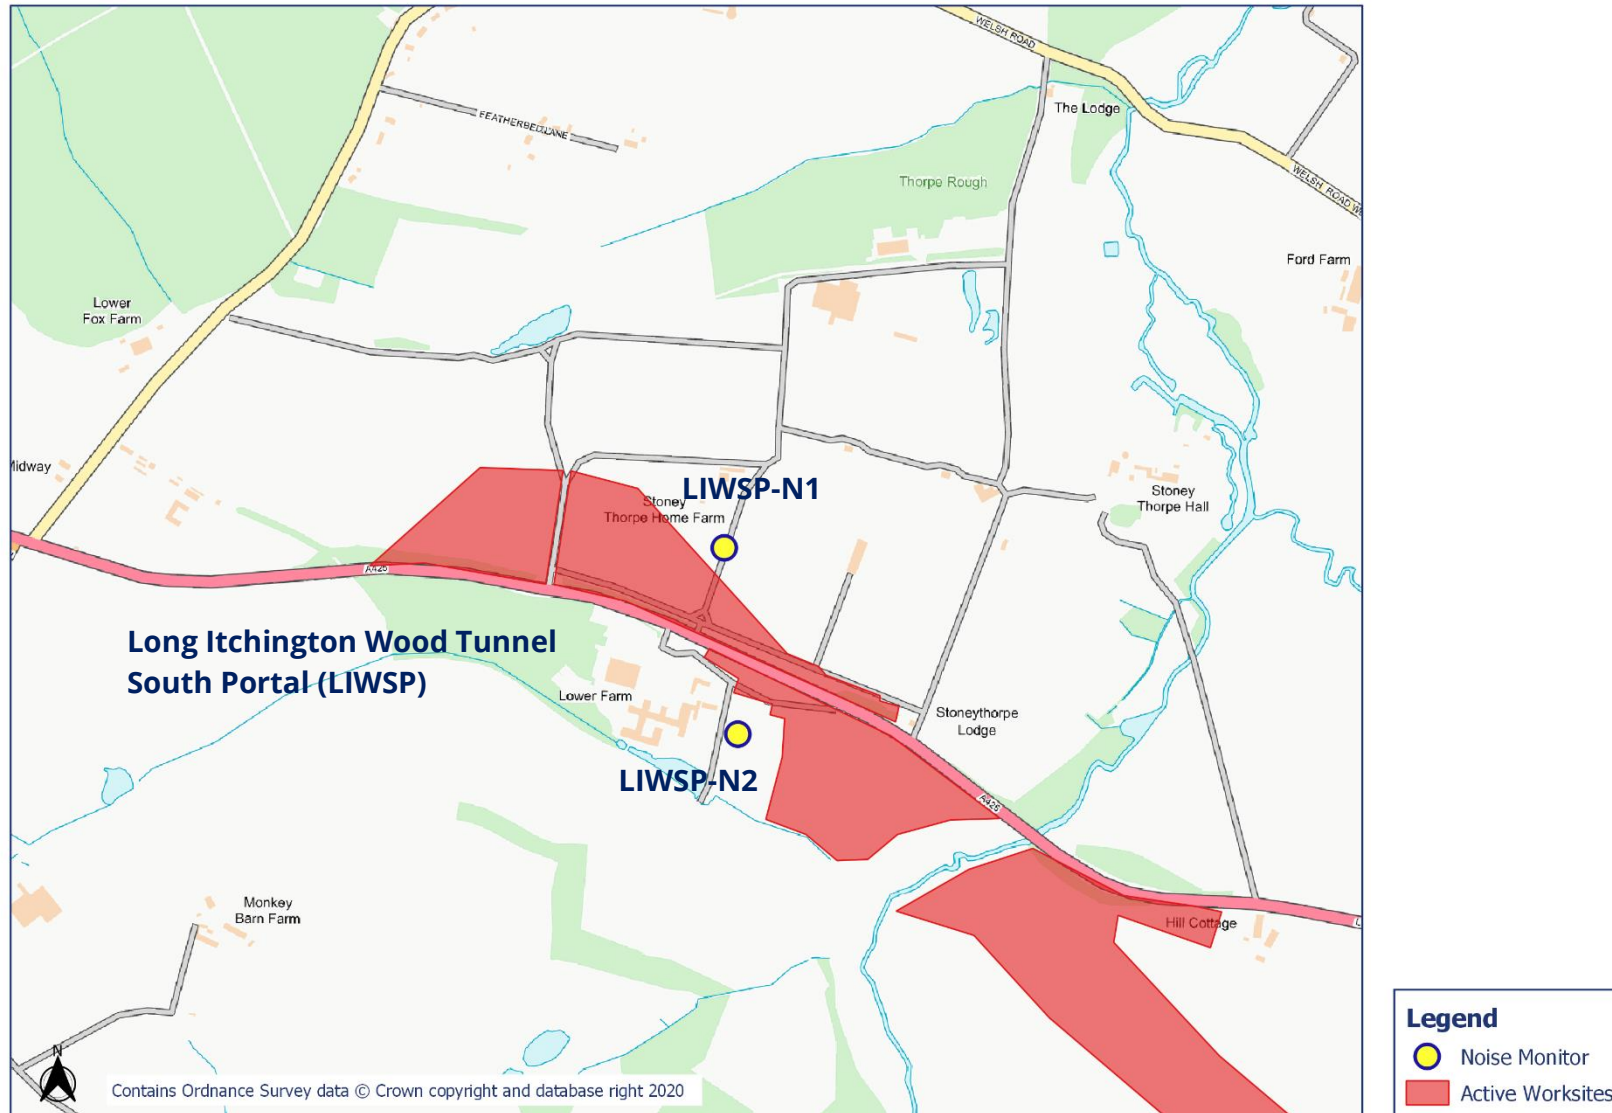 WELSH ROAD
The Lodge
FEATHERBED LANE
WELSH ROAD W
Thorpe Rough
Ford Farm
Lower
Fox Farm
Midway
LIWSP-N1
Stoney
Thorpe Home Farm
Stoney
Thorpe Hall
A425
Long Itchington Wood Tunnel
South Portal (LIWSP)
Lower Farm
Stoneythorpe
Lodge
LIWSP-N2
A425
Monkey
Barn Farm
Hill Cottage
L
N
Contains Ordnance Survey data © Crown copyright and database right 2020
Legend
Noise Monitor
Active Worksites